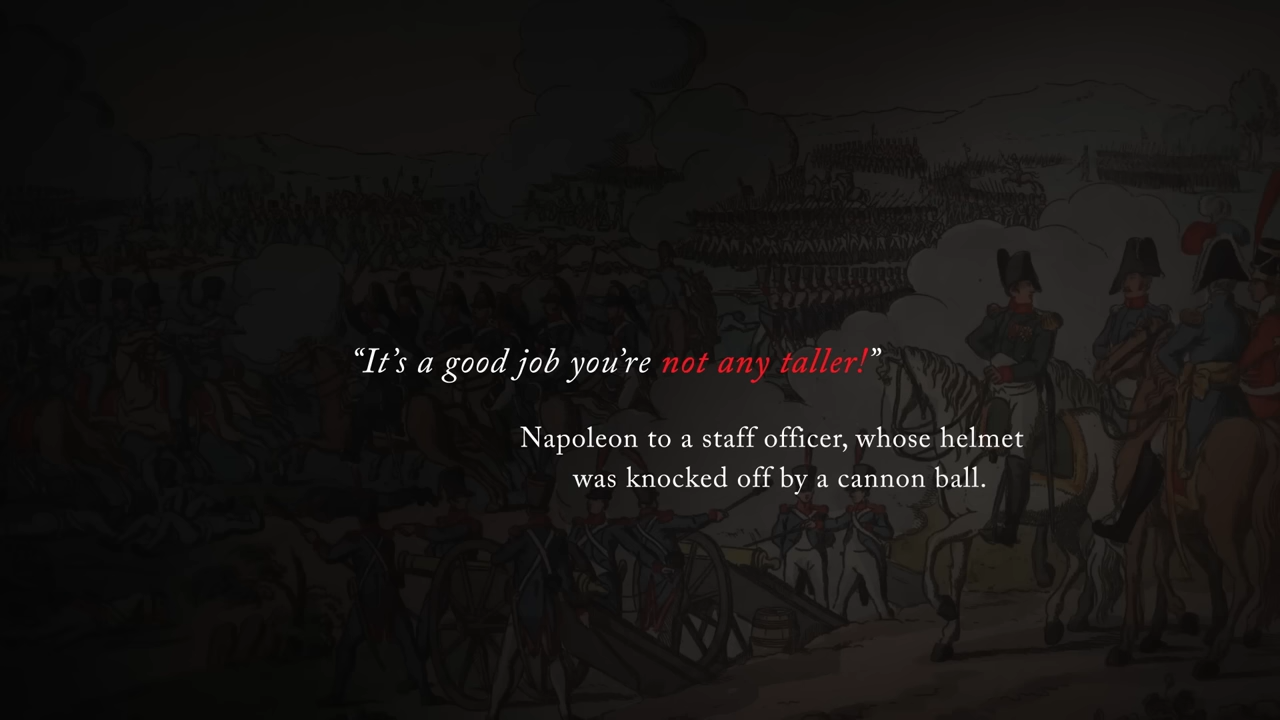 “It’s a good job you’re not any taller!”
Napoleon to a staff officer, whose helmet
was knocked off by a cannon ball.